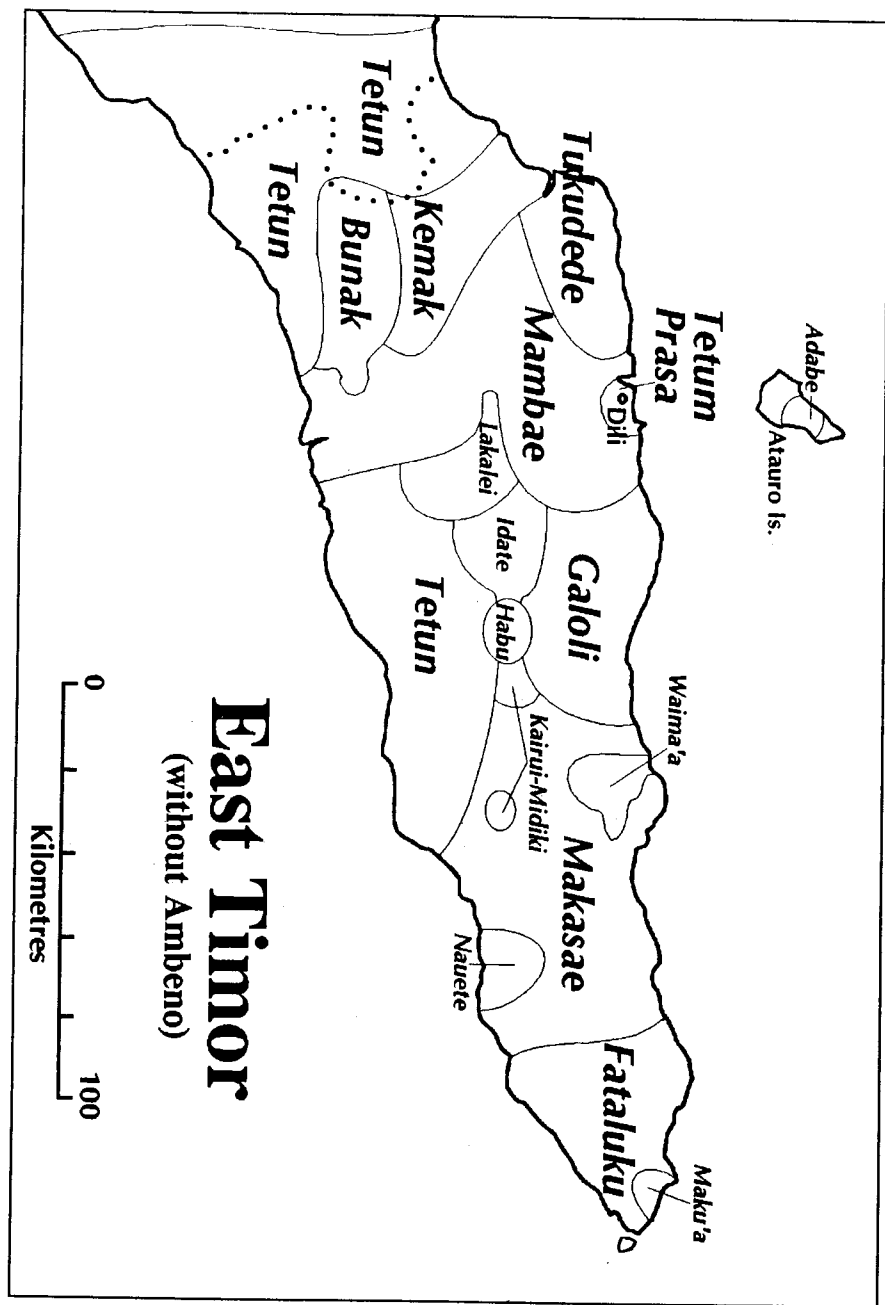 Adabe
Atauro Is.
Tetum
Prasa
Dili
Tukudede
Tetun
Kemak
Bunak
Tetun
Mambae
Lakalei
Idate
Galoli
Habu
Tetun
Waima'a
Kairui-Midiki
Makasae
Nauete
Fataluku
Maku'a
East Timor
(without Ambeno)
0
100
Kilometres